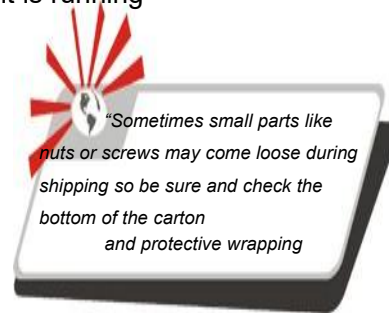 it is running
“Sometimes small parts like
nuts or screws may come loose during
shipping so be sure and check the
bottom of the carton
and protective wrapping